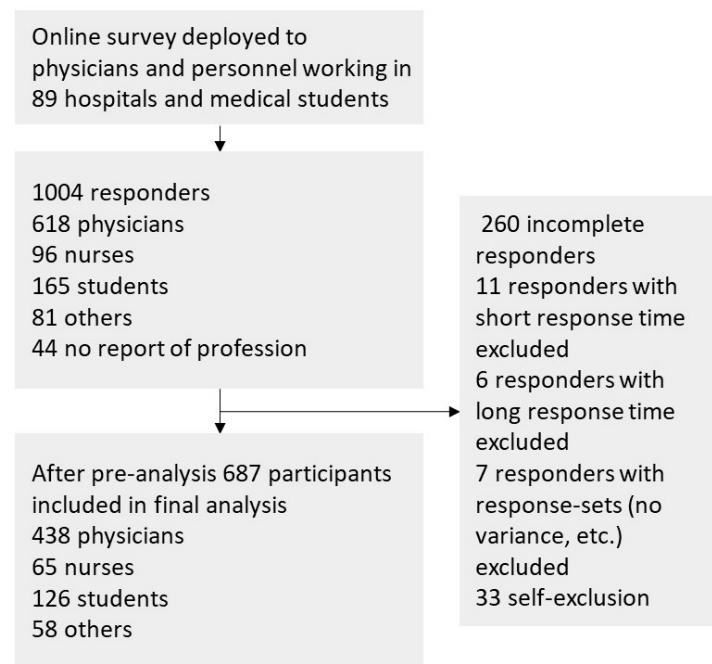 Online survey deployed to
physicians and personnel working in
89 hospitals and medical students
1004 responders
618 physicians
96 nurses
165 students
81 others
44 no report of profession
260 incomplete
responders
11 responders with
short response time
excluded
6 responders with
long response time
excluded
7 responders with
response-sets (no
variance, etc.)
excluded
33 self-exclusion
After pre-analysis 687 participants
included in final analysis
438 physicians
65 nurses
126 students
58 others